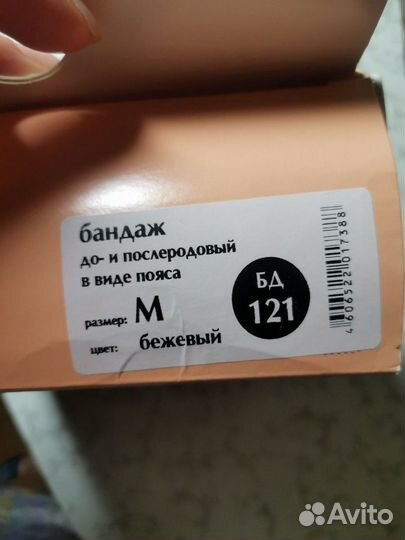 бандаж
до- и послеродовый
в виде пояса
размер: M
цвет: бежевый
БД
121
4606522017388
Avito